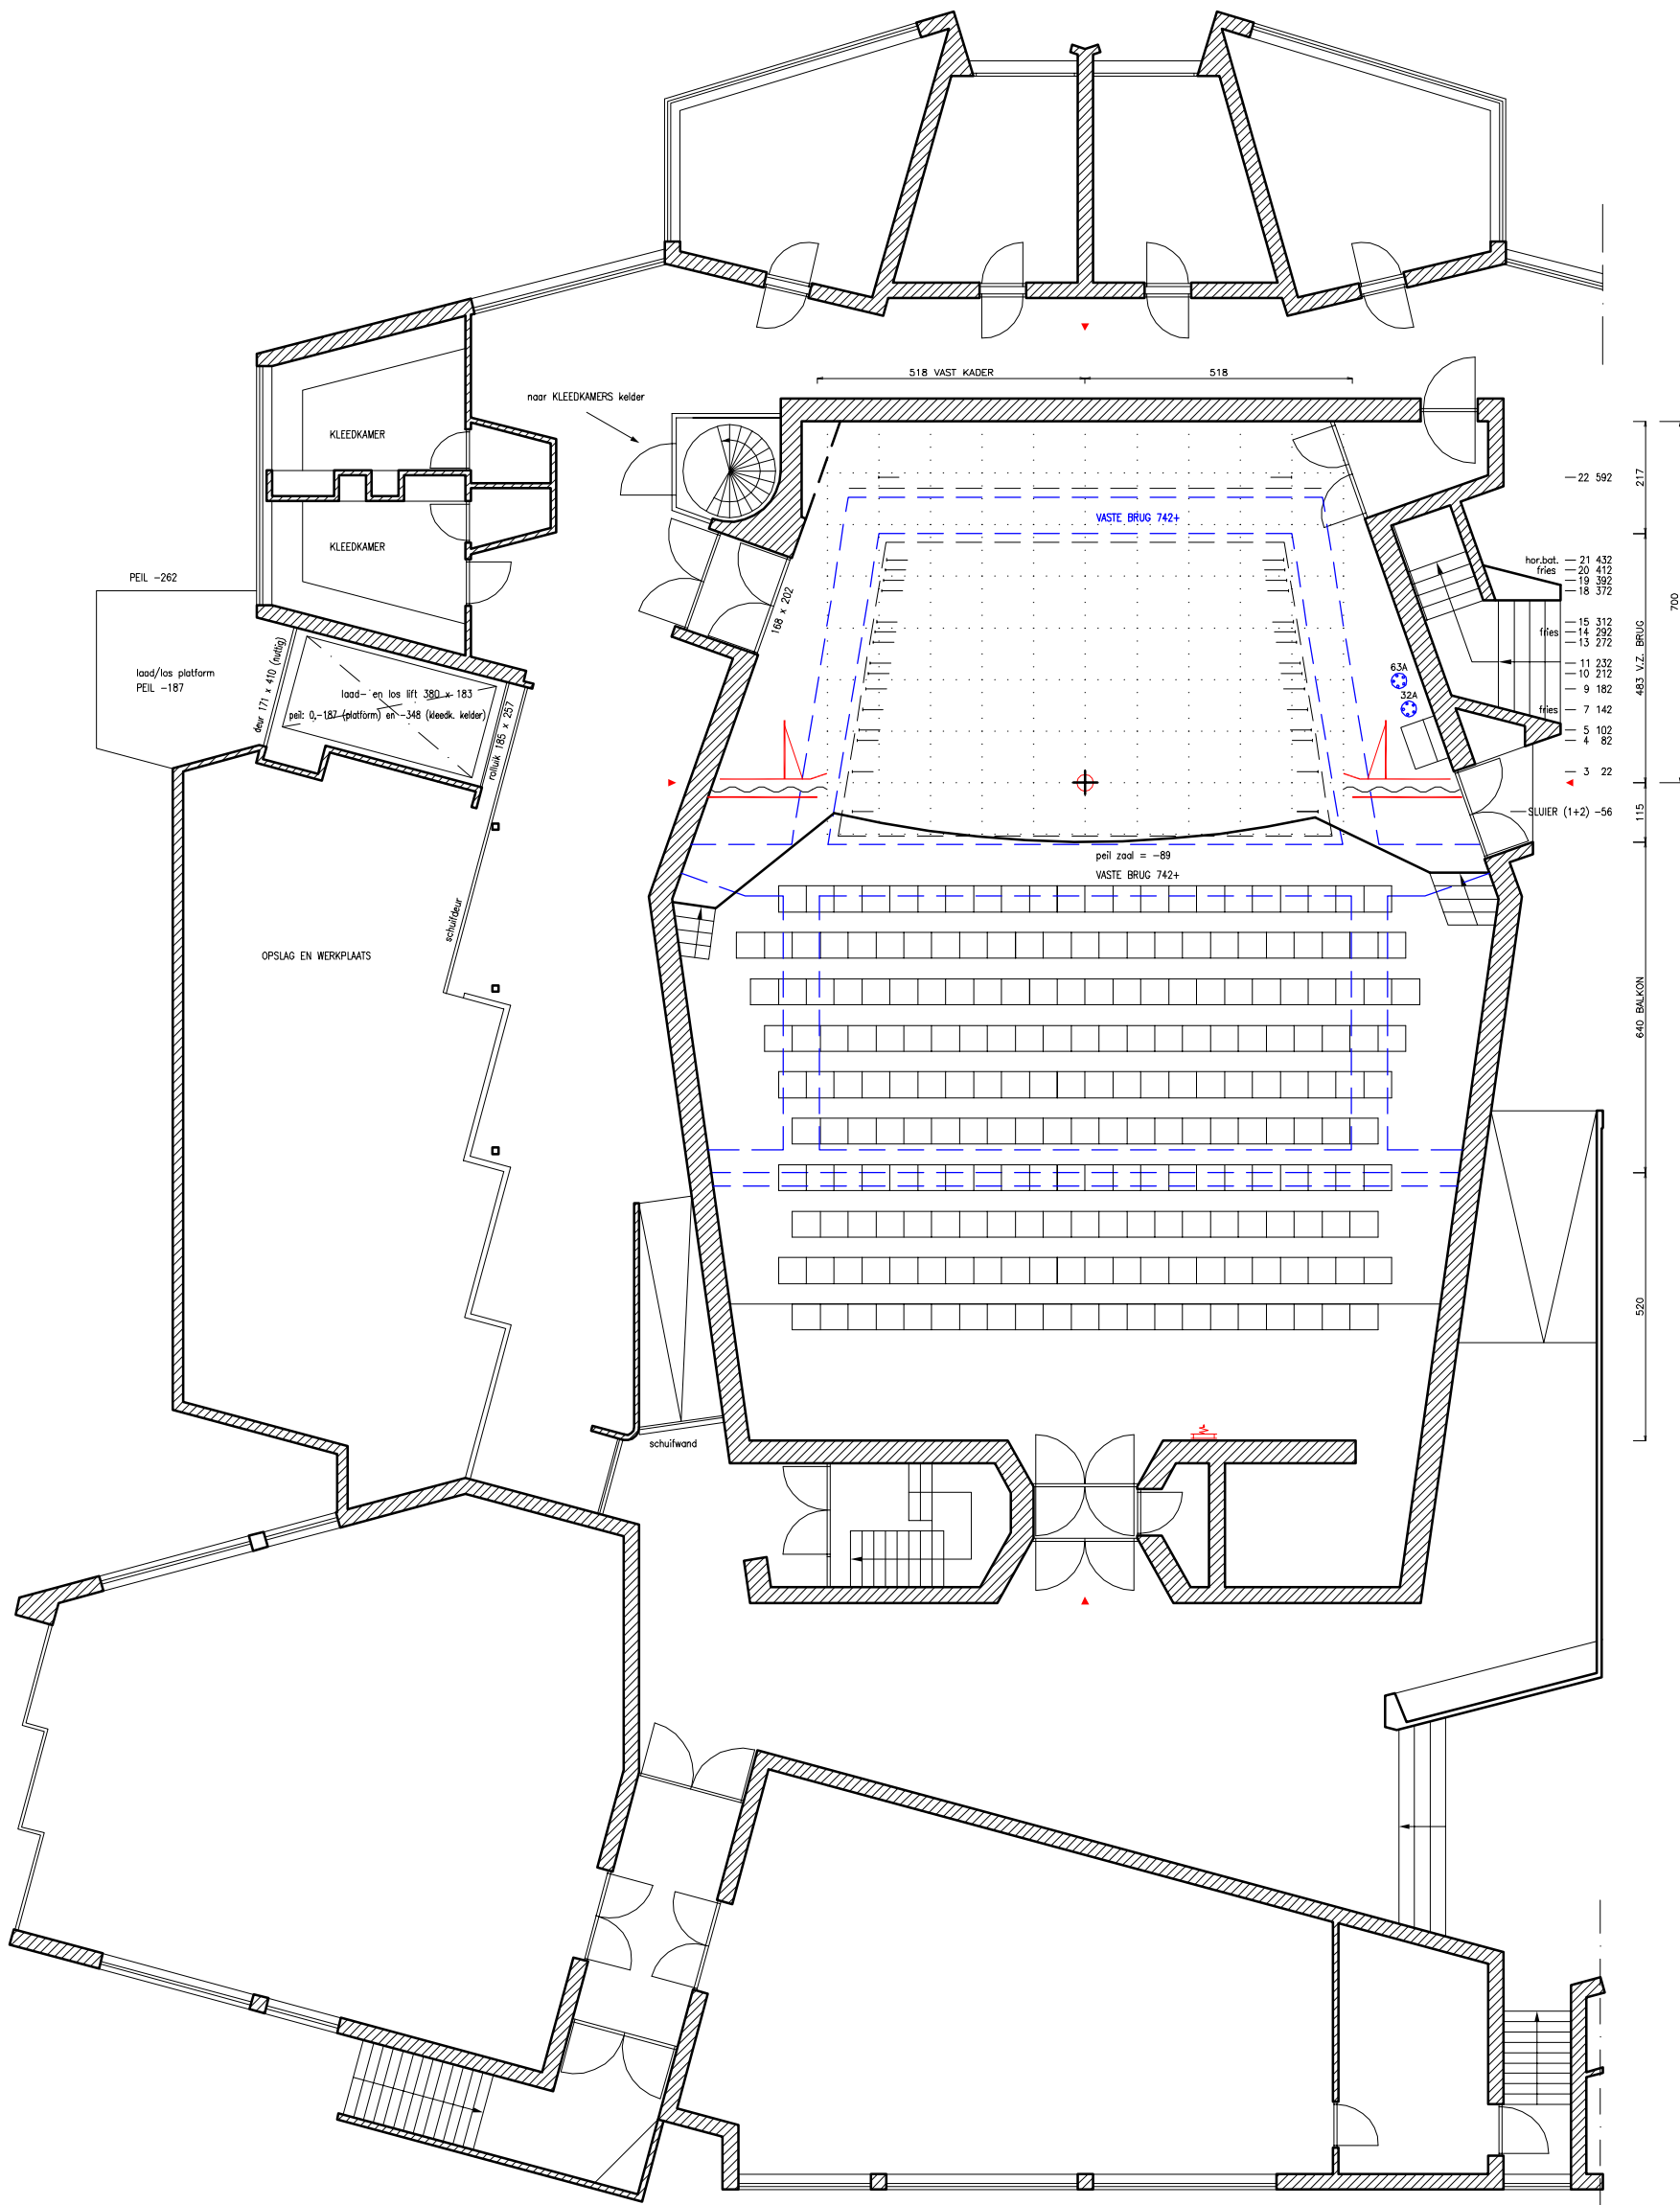 518 VAST KADER
518
naar KLEEDKAMERS kelder
KLEEDKAMER
KLEEDKAMER
22 592
217
VASTE BRUG 742+
hor.bat. 21 432
fries 20 412
19 392
18 372
15 312
fries 14 292
13 272
11 232
10 212
9 182
fries 7 142
5 102
4 82
3 22
SLUIER (1+2) -56
700
483 V.Z. BRUG
115
640 BALKON
520
PEIL -262
168 x 202
laad/los platform
PEIL -187
deur 171 x 410 (nuttig)
laad- en los lift 380 x 183
peil: 0,-187 (platform) en -348 (kleedk. kelder)
rolluik 185 x 257
63A
32A
peil zaal = -89
VASTE BRUG 742+
schuifdeur
OPSLAG EN WERKPLAATS
schuifwand